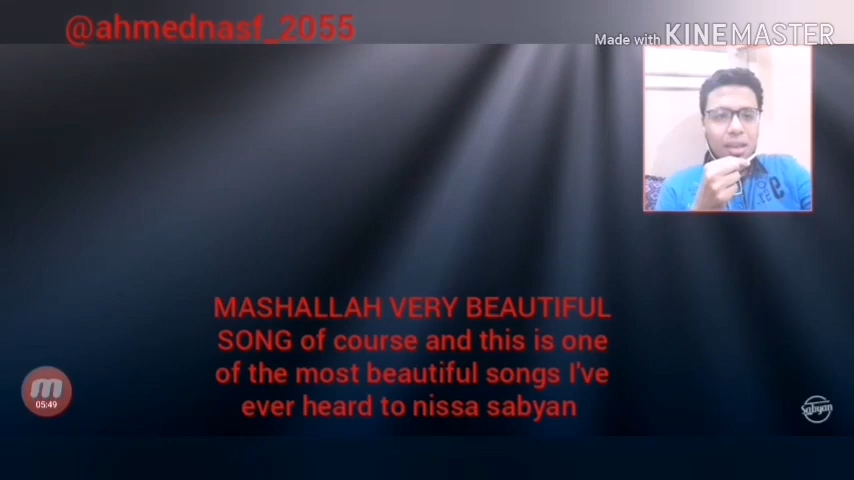 @ahmednasf_2055
Made with KINEMASTER
MASHALLAH VERY BEAUTIFUL
SONG of course and this is one
of the most beautiful songs I've
ever heard to nissa sabyan
05:49
Sabyan